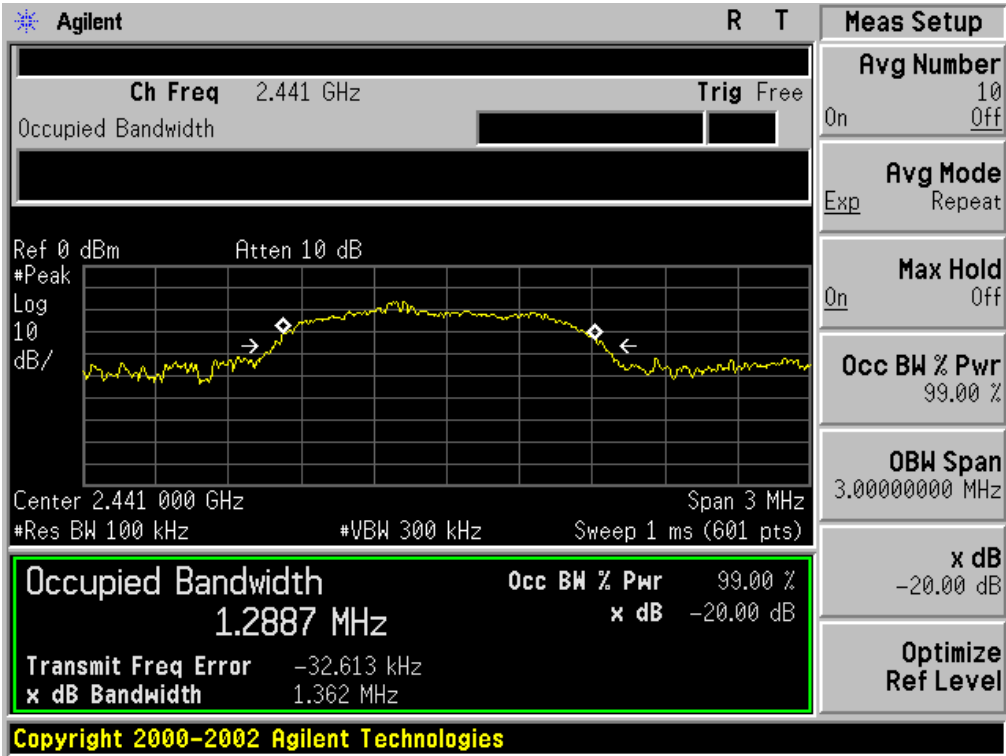 Agilent R T
Ch Freq 2.441 GHz Trig Free
Occupied Bandwidth
Ref 0 dBm Atten 10 dB
#Peak
Log
10
dB/
Center 2.441 000 GHz Span 3 MHz
#Res BW 100 kHz #VBW 300 kHz Sweep 1 ms (601 pts)
Occupied Bandwidth Occ BW % Pwr 99.00 %
1.2887 MHz x dB -20.00 dB
Transmit Freq Error -32.613 kHz
x dB Bandwidth 1.362 MHz
Copyright 2000-2002 Agilent Technologies
Meas Setup
Avg Number
10
On Off
Avg Mode
Exp Repeat
Max Hold
On Off
Occ BW % Pwr
99.00 %
OBW Span
3.00000000 MHz
x dB
-20.00 dB
Optimize
Ref Level